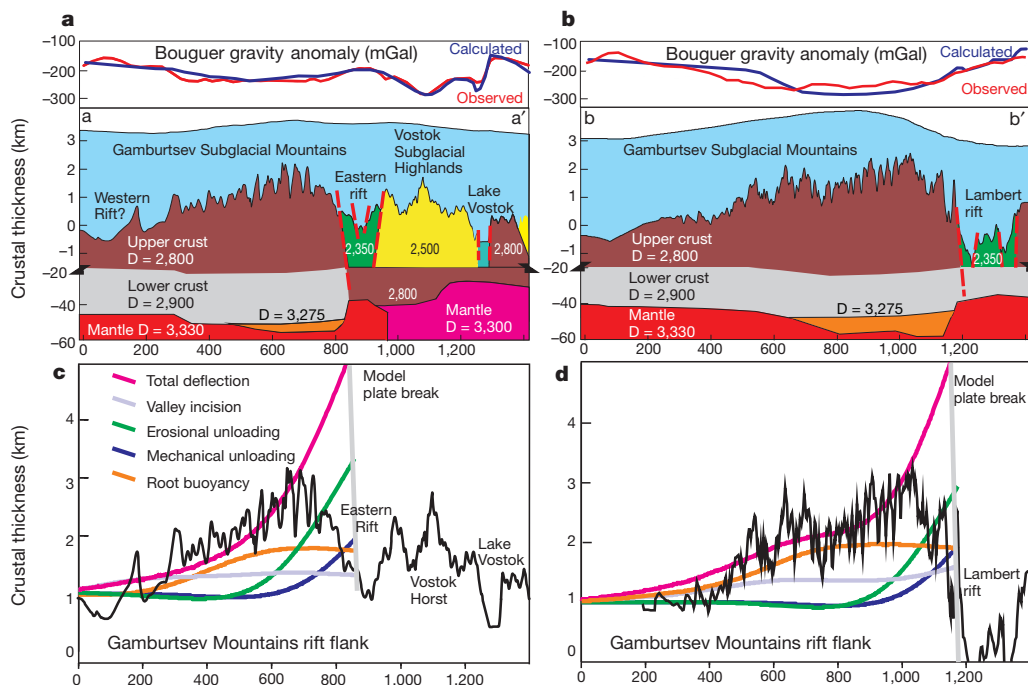 a
Bouguer gravity anomaly (mGal)
Calculated
Observed
−100
−200
−300
a
a′
Gamburtsev Subglacial Mountains
Vostok
Subglacial
Highlands
Eastern
rift
Western
Rift?
Lake
Vostok
Upper crust
D = 2,800
2,350
2,500
2,800
Lower crust
D = 2,900
2,800
D = 3,275
Mantle D = 3,330
Mantle
D = 3,300
Crustal thickness (km)
3
2
1
0
−1
−20
−40
−60
0
200
400
600
800
1,000
1,200
b
Bouguer gravity anomaly (mGal)
Calculated
Observed
−100
−200
−300
b
b′
Gamburtsev Subglacial Mountains
Lambert
rift
Upper crust
D = 2,800
2,350
Lower crust
D = 2,900
D = 3,275
Mantle
D = 3,330
Crustal thickness (km)
3
2
1
0
−1
−20
−40
−60
0
200
400
600
800
1,000
1,200
c
Total deflection
Valley incision
Erosional unloading
Mechanical unloading
Root buoyancy
Model
plate break
Eastern
Rift
Vostok
Horst
Lake
Vostok
Gamburtsev Mountains rift flank
Crustal thickness (km)
4
3
2
1
0
0
200
400
600
800
1,000
1,200
d
Model
plate break
Lambert
rift
Gamburtsev Mountains rift flank
Crustal thickness (km)
4
3
2
1
0
0
200
400
600
800
1,000
1,200